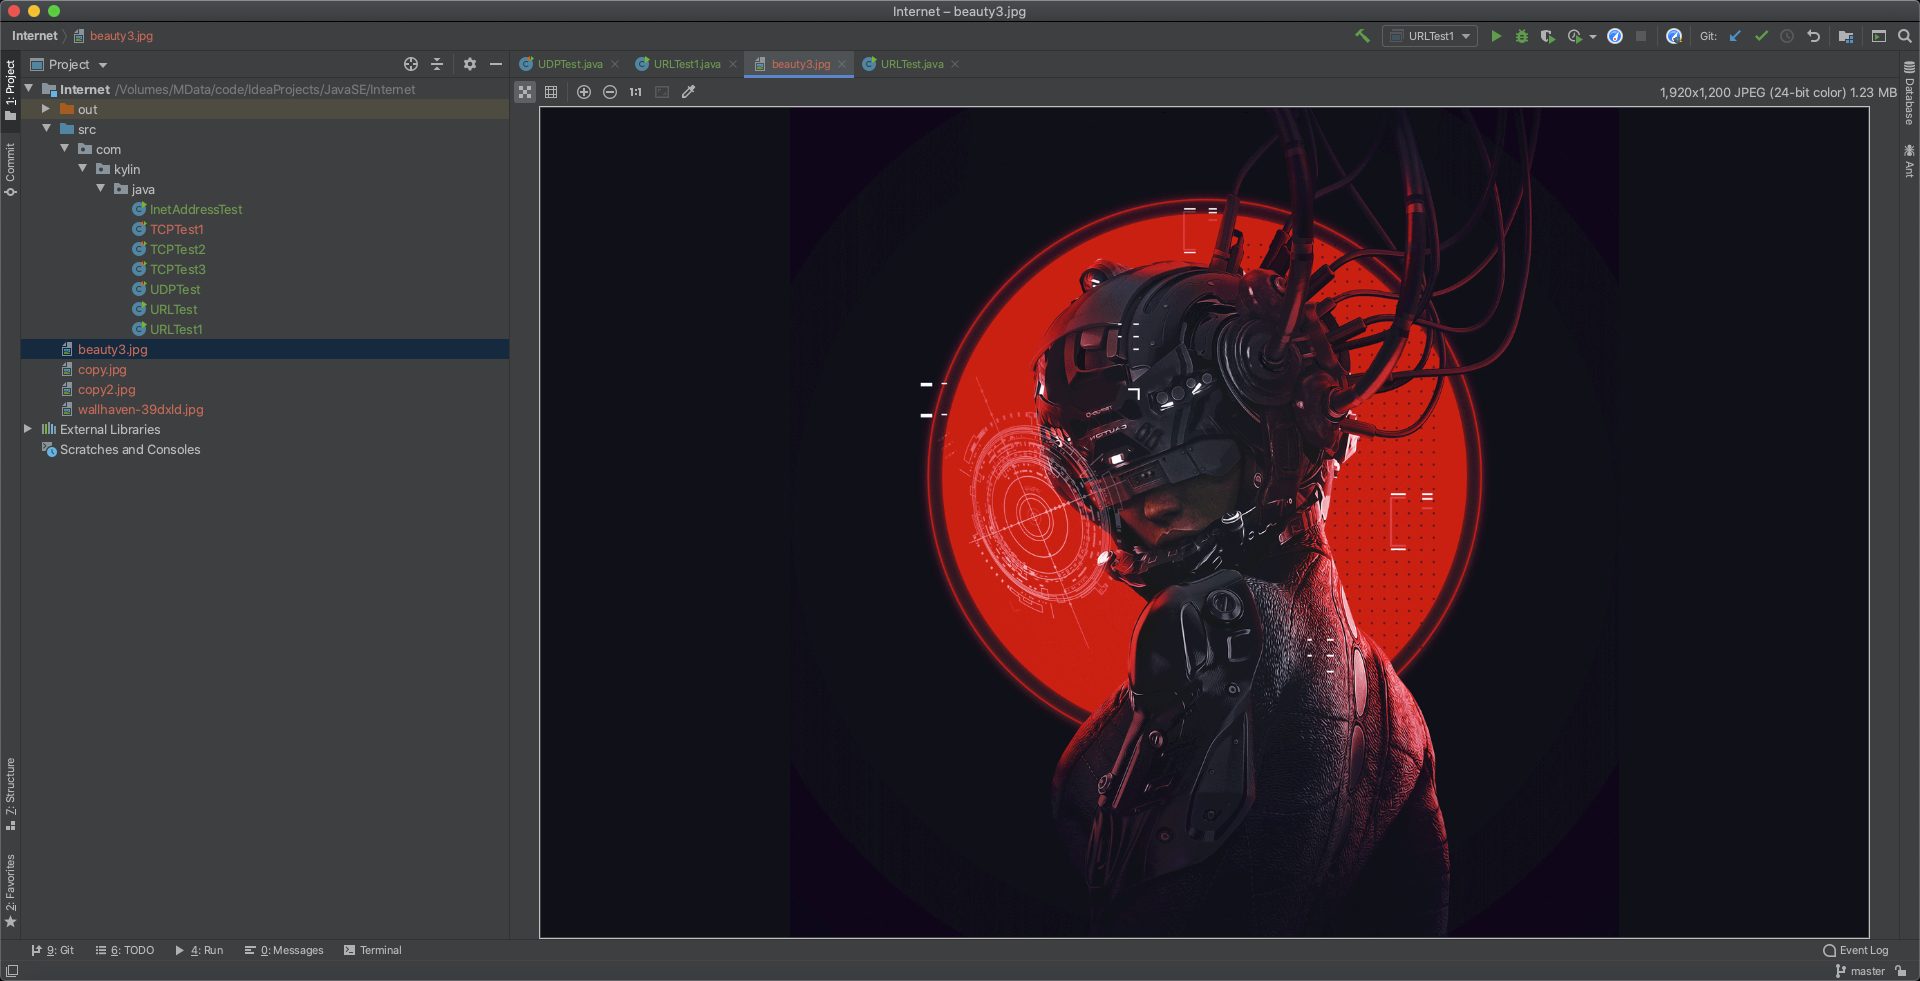 Internet – beauty3.jpg
Internet beauty3.jpg
URLTest1
Git:
Project
UDPTest.java
URLTest1.java
beauty3.jpg
URLTest.java
1,920x1,200 JPEG (24-bit color) 1.23 MB
1:1
1: Project
Commit
Z: Structure
2: Favorites
Internet /Volumes/MData/code/IdeaProjects/JavaSE/Internet
out
src
com
kylin
java
InetAddressTest
TCPTest1
TCPTest2
TCPTest3
UDPTest
URLTest
URLTest1
beauty3.jpg
copy.jpg
copy2.jpg
wallhaven-39dxld.jpg
External Libraries
Scratches and Consoles
Database
Ant
9: Git
6: TODO
4: Run
0: Messages
Terminal
Event Log
master